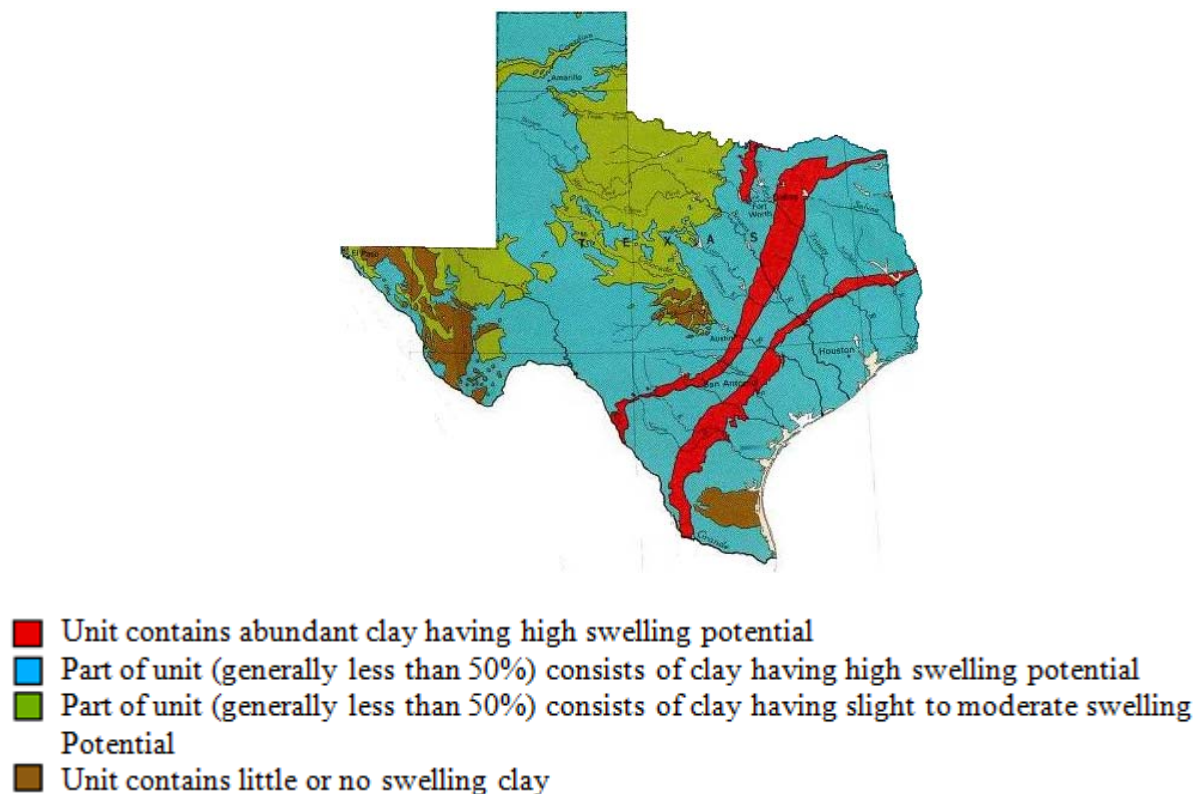 Canadian
Amarillo
Fort
Worth
T E X A S
El Paso
Austin
Houston
San Antonio
Grande
Unit contains abundant clay having high swelling potential
Part of unit (generally less than 50%) consists of clay having high swelling potential
Part of unit (generally less than 50%) consists of clay having slight to moderate swelling
Potential
Unit contains little or no swelling clay